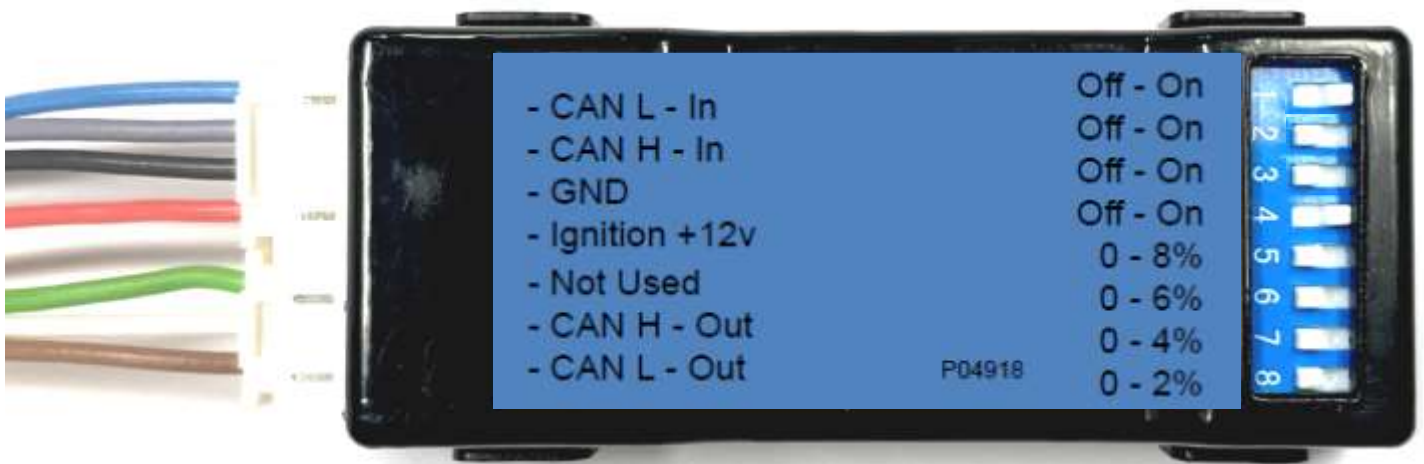 - CAN L - In
- CAN H - In
- GND
- Ignition +12v
- Not Used
- CAN H - Out
- CAN L - Out
P04918
Off - On
Off - On
Off - On
Off - On
0 - 8%
0 - 6%
0 - 4%
0 - 2%
1
2
3
4
5
6
7
8